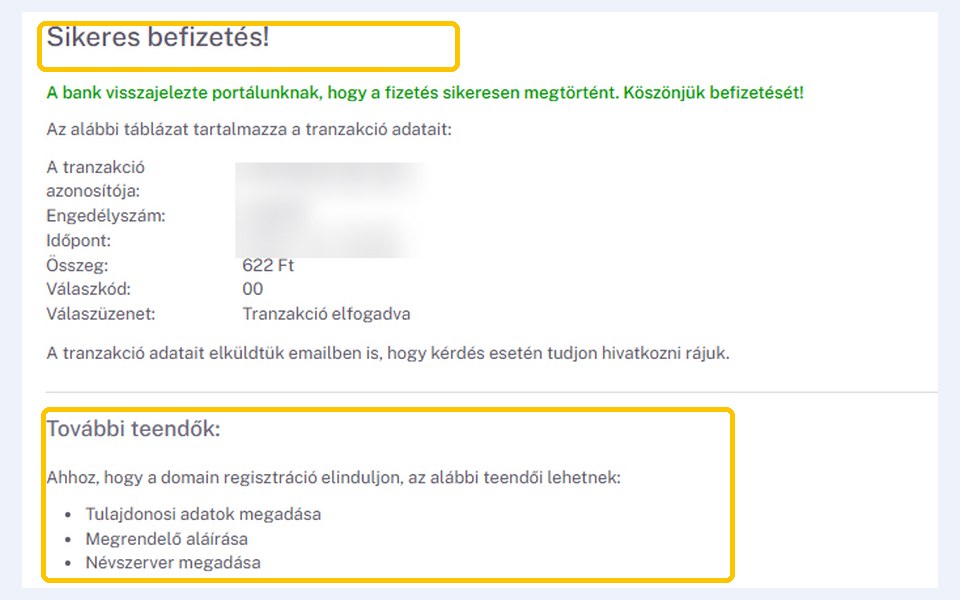 Sikeres befizetés!
A bank visszajelezte portálunknak, hogy a fizetés sikeresen megtörtént. Köszönjük befizetését!
Az alábbi táblázat tartalmazza a tranzakció adatait:
A tranzakció
azonosítója:
Engedélyszám:
Időpont:
Összeg: 622 Ft
Válaszkód: 00
Válaszüzenet: Tranzakció elfogadva
A tranzakció adatait elküldtük emailben is, hogy kérdés esetén tudjon hivatkozni rájuk.
További teendők:
Ahhoz, hogy a domain regisztráció elinduljon, az alábbi teendői lehetnek:
• Tulajdonosi adatok megadása
• Megrendelő aláírása
• Névszerver megadása